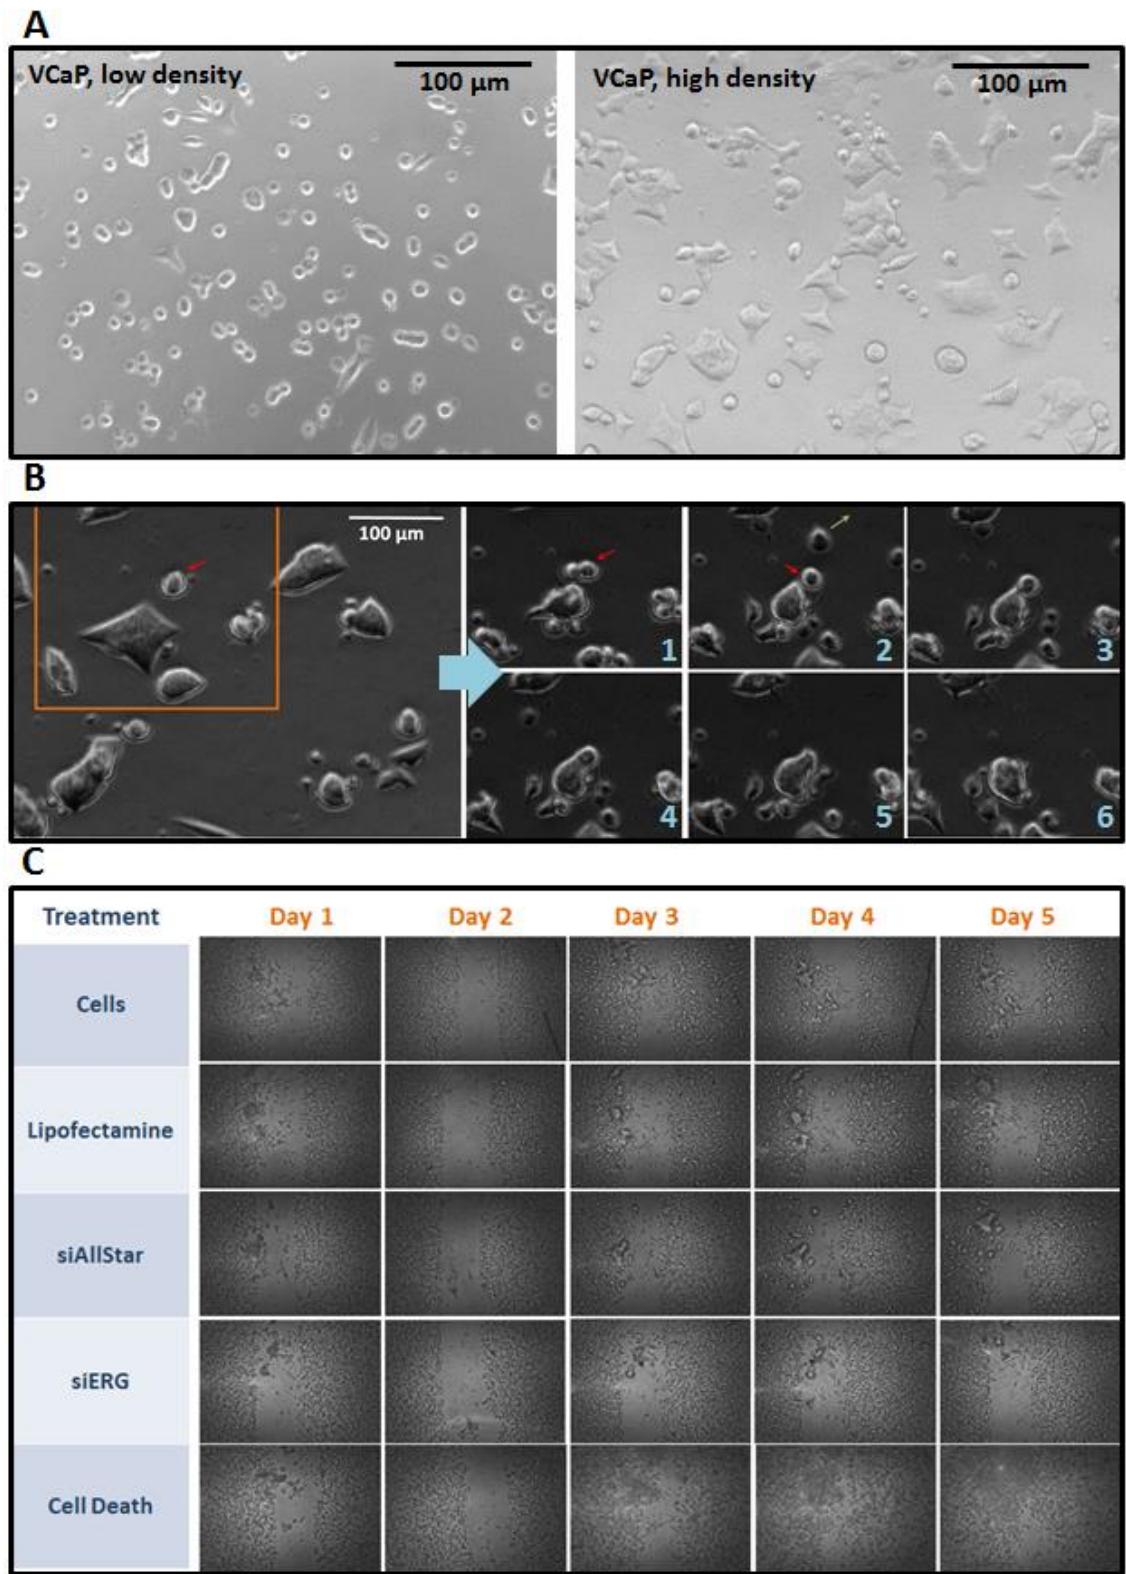 A
VCaP, low density
100 µm
VCaP, high density
100 µm
B
100 µm
1
2
3
4
5
6
C
Treatment Day 1 Day 2 Day 3 Day 4 Day 5
Cells
Lipofectamine
siAllStar
siERG
Cell Death